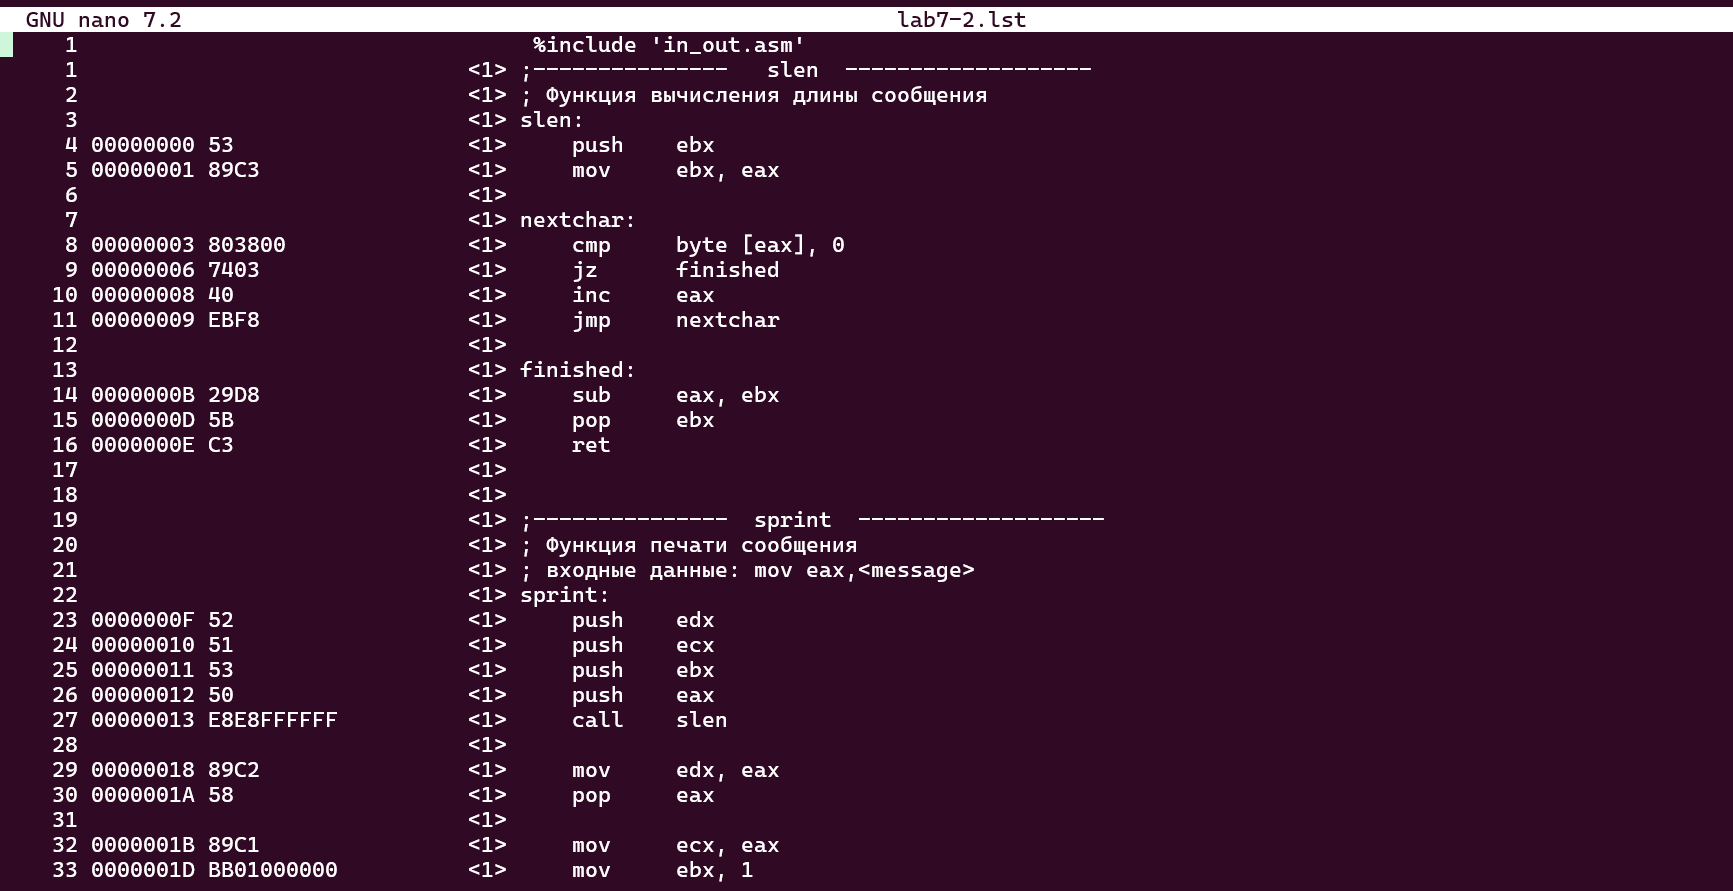 GNU nano 7.2 lab7-2.lst
1 %include 'in_out.asm'
1 <1> ;--------------- slen -------------------
2 <1> ; Функция вычисления длины сообщения
3 <1> slen:
4 00000000 53 <1> push ebx
5 00000001 89C3 <1> mov ebx, eax
6 <1>
7 <1> nextchar:
8 00000003 803800 <1> cmp byte [eax], 0
9 00000006 7403 <1> jz finished
10 00000008 40 <1> inc eax
11 00000009 EBF8 <1> jmp nextchar
12 <1>
13 <1> finished:
14 0000000B 29D8 <1> sub eax, ebx
15 0000000D 5B <1> pop ebx
16 0000000E C3 <1> ret
17 <1>
18 <1>
19 <1> ;--------------- sprint -------------------
20 <1> ; Функция печати сообщения
21 <1> ; входные данные: mov eax,<message>
22 <1> sprint:
23 0000000F 52 <1> push edx
24 00000010 51 <1> push ecx
25 00000011 53 <1> push ebx
26 00000012 50 <1> push eax
27 00000013 E8E8FFFFFF <1> call slen
28 <1>
29 00000018 89C2 <1> mov edx, eax
30 0000001A 58 <1> pop eax
31 <1>
32 0000001B 89C1 <1> mov ecx, eax
33 0000001D BB01000000 <1> mov ebx, 1